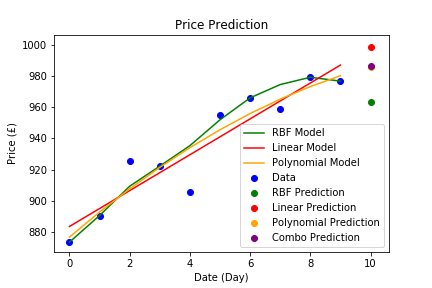 Price Prediction
1000
980
960
940
920
900
880
Price (£)
0
2
4
6
8
10
Date (Day)
RBF Model
Linear Model
Polynomial Model
Data
RBF Prediction
Linear Prediction
Polynomial Prediction
Combo Prediction